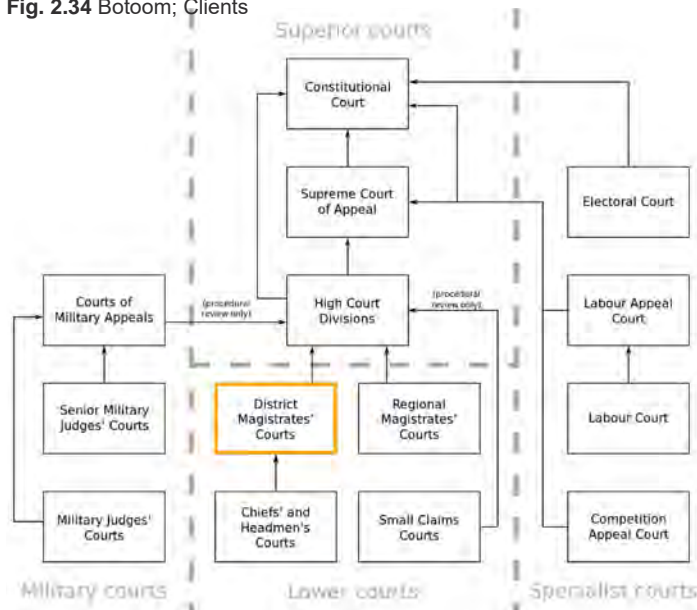 Fig. 2.34 Botoom; Clients
Superior courts
Constitutional
Court
Supreme Court
of Appeal
Electoral Court
Courts of
Military Appeals
(procedural
review only)
High Court
Divisions
(procedural
review only)
Labour Appeal
Court
Senior Military
Judges' Courts
District
Magistrates'
Courts
Regional
Magistrates'
Courts
Labour Court
Military Judges'
Courts
Chiefs' and
Headmen's
Courts
Small Claims
Courts
Competition
Appeal Court
Military courts
Lower courts
Specialist courts